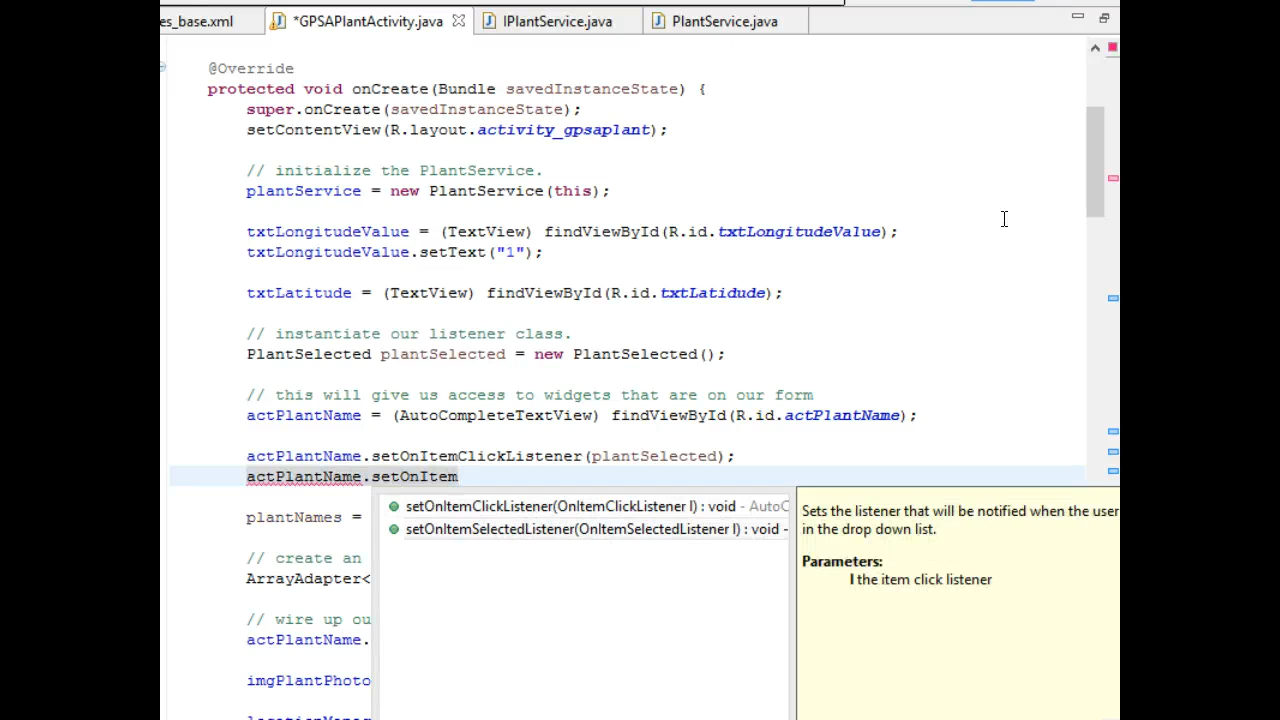 es_base.xml *GPSAPlantActivity.java IPlantService.java PlantService.java
@Override
protected void onCreate(Bundle savedInstanceState) {
super.onCreate(savedInstanceState);
setContentView(R.layout.activity_gpsaplant);
// initialize the PlantService.
plantService = new PlantService(this);
txtLongitudeValue = (TextView) findViewById(R.id.txtLongitudeValue);
txtLongitudeValue.setText("1");
txtLatitude = (TextView) findViewById(R.id.txtLatidude);
// instantiate our listener class.
PlantSelected plantSelected = new PlantSelected();
// this will give us access to widgets that are on our form
actPlantName = (AutoCompleteTextView) findViewById(R.id.actPlantName);
actPlantName.setOnItemClickListener(plantSelected);
actPlantName.setOnItem
plantNames =
// create an
ArrayAdapter<
// wire up ou
actPlantName.
imgPlantPhoto
locationManag
setOnItemClickListener(OnItemClickListener l) : void - AutoC
setOnItemSelectedListener(OnItemSelectedListener l) : void -
Sets the listener that will be notified when the user
in the drop down list.
Parameters:
l the item click listener